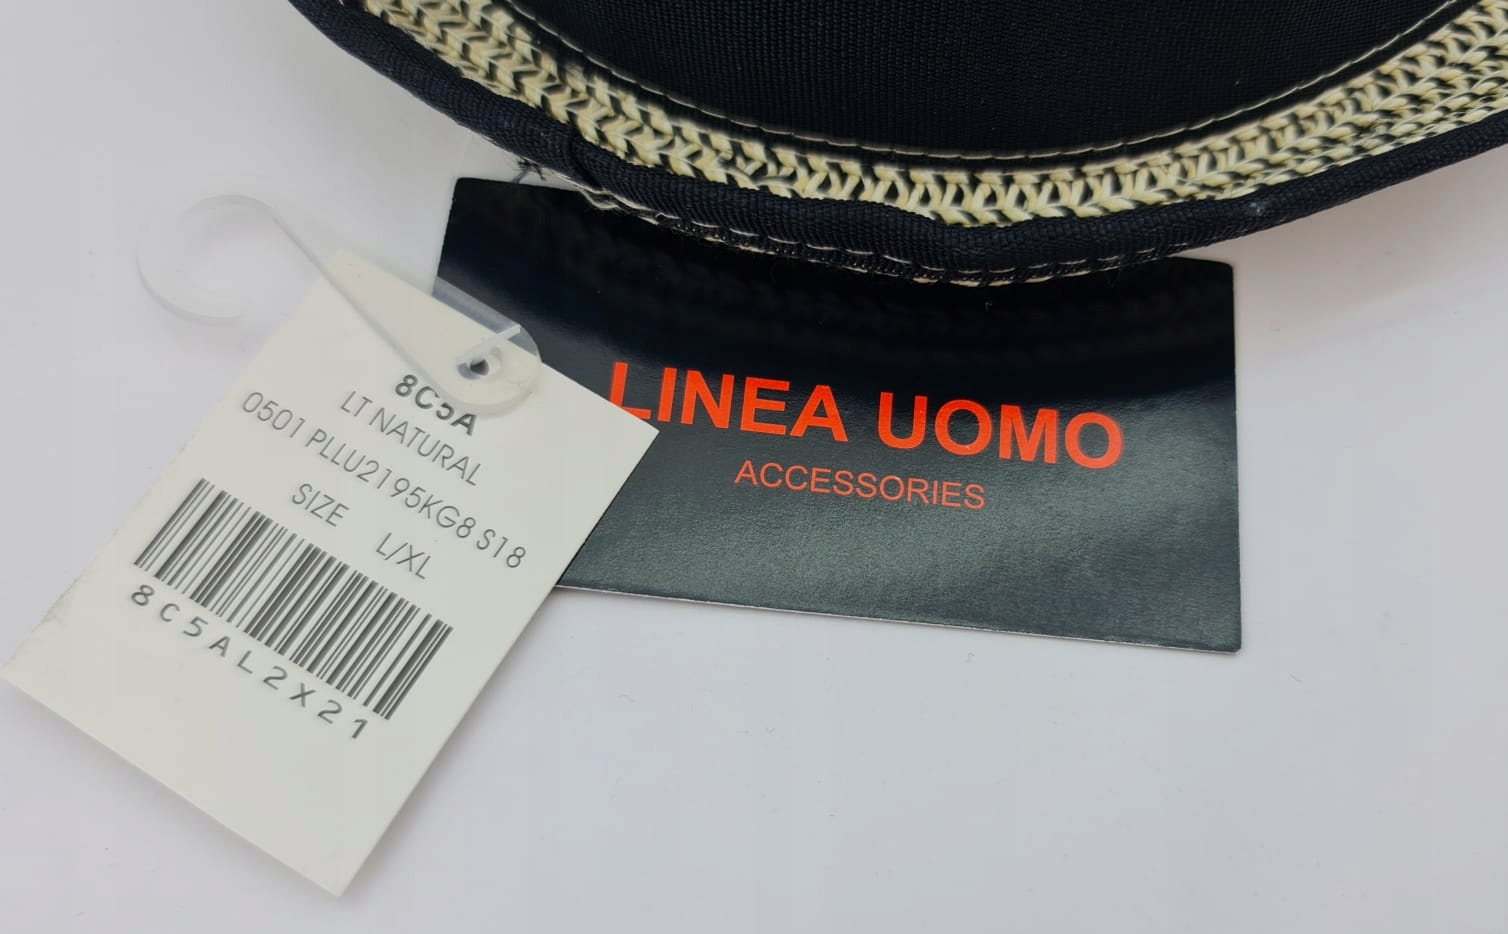 8C5A
LT NATURAL
0501 PLLU2195KG8 S18
SIZE L/XL
8C5AL2X21
LINEA UOMO
ACCESSORIES